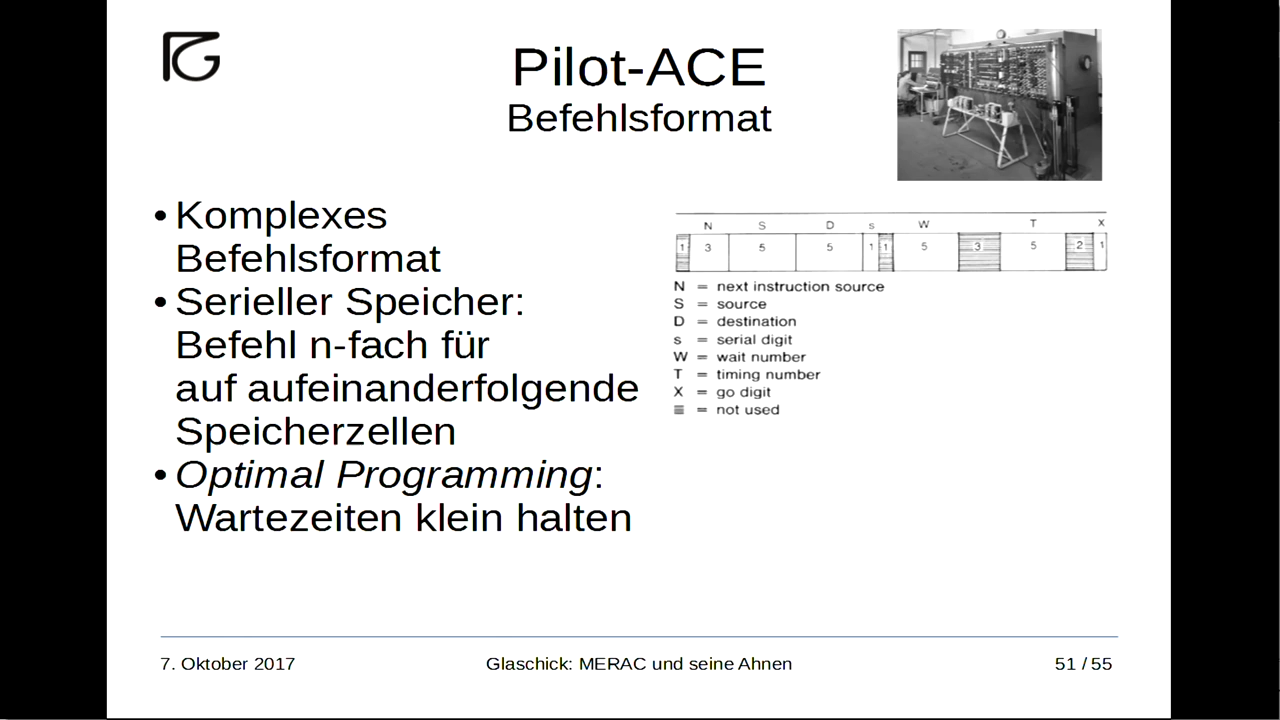 Pilot-ACE
Befehlsformat
• Komplexes
Befehlsformat
• Serieller Speicher:
Befehl n-fach für
auf aufeinanderfolgende
Speicherzellen
• Optimal Programming:
Wartezeiten klein halten
N S D s W T X
1 3 5 5 1 1 5 3 5 2 1
N = next instruction source
S = source
D = destination
s = serial digit
W = wait number
T = timing number
X = go digit
≡ = not used
7. Oktober 2017 Glaschick: MERAC und seine Ahnen 51 / 55